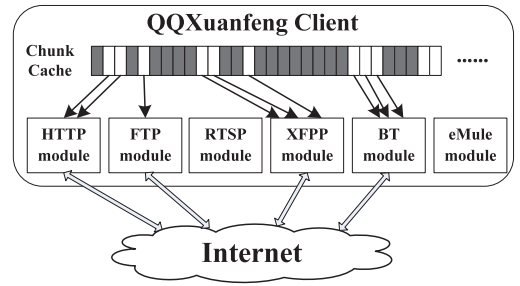 QQXuanfeng Client
Chunk
Cache
......
HTTP
module
FTP
module
RTSP
module
XFPP
module
BT
module
eMule
module
Internet